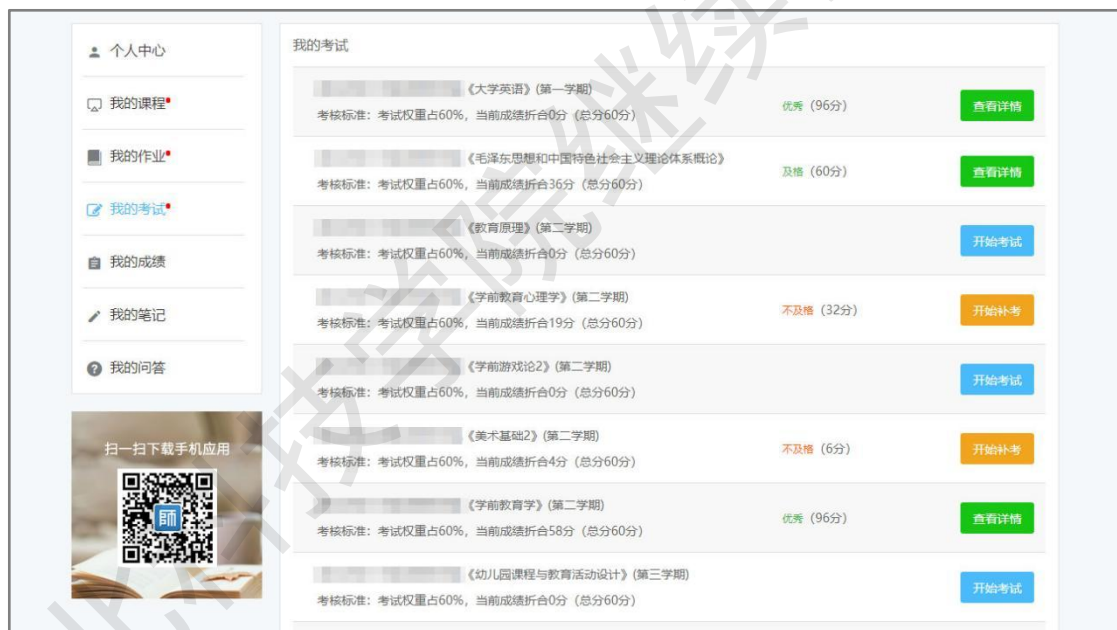 个人中心
我的课程
我的作业
我的考试
我的成绩
我的笔记
我的问答
扫一扫下载手机应用
師
我的考试
《大学英语》(第一学期)
考核标准：考试权重占60%，当前成绩折合0分（总分60分）
优秀（96分）
查看详情
《毛泽东思想和中国特色社会主义理论体系概论》
考核标准：考试权重占60%，当前成绩折合36分（总分60分）
及格（60分）
查看详情
《教育原理》(第二学期)
考核标准：考试权重占60%，当前成绩折合0分（总分60分）
开始考试
《学前教育心理学》(第二学期)
考核标准：考试权重占60%，当前成绩折合19分（总分60分）
不及格（32分）
开始补考
《学前游戏论2》(第二学期)
考核标准：考试权重占60%，当前成绩折合0分（总分60分）
开始考试
《美术基础2》(第二学期)
考核标准：考试权重占60%，当前成绩折合4分（总分60分）
不及格（6分）
开始补考
《学前教育学》(第二学期)
考核标准：考试权重占60%，当前成绩折合58分（总分60分）
优秀（96分）
查看详情
《幼儿园课程与教育活动设计》(第三学期)
考核标准：考试权重占60%，当前成绩折合0分（总分60分）
开始考试
科技学院继续